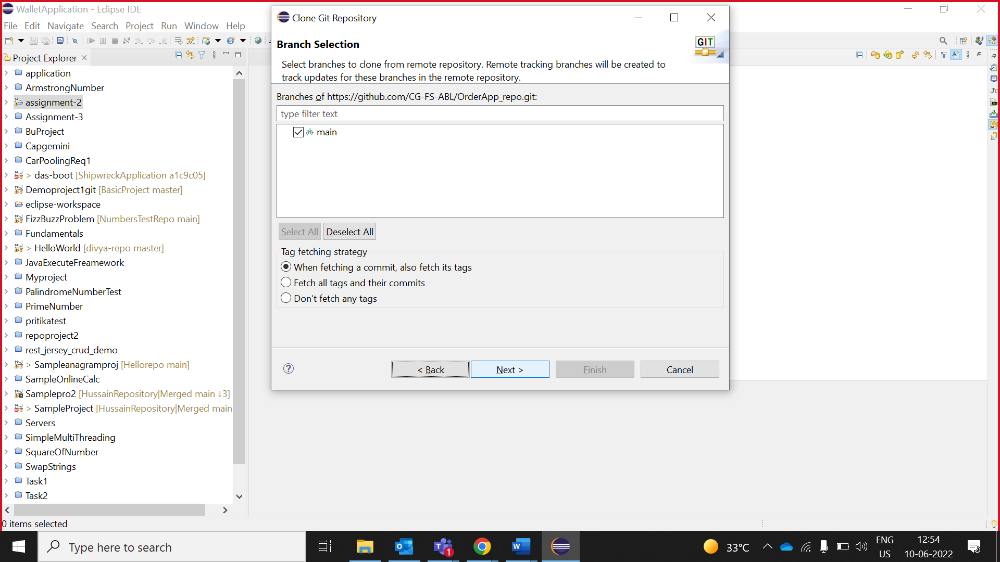 WalletApplication - Eclipse IDE
File Edit Navigate Search Project Run Window Help
Project Explorer
application
ArmstrongNumber
assignment-2
Assignment-3
BuProject
Capgemini
CarPoolingReq1
> das-boot [ShipwreckApplication a1c9c05]
Demoproject1git [BasicProject master]
eclipse-workspace
FizzBuzzProblem [NumbersTestRepo main]
Fundamentals
> HelloWorld [divya-repo master]
JavaExecuteFreamework
Myproject
PalindromeNumberTest
PrimeNumber
pritikatest
repoproject2
rest_jersey_crud_demo
> Sampleanagramproj [Hellorepo main]
SampleOnlineCalc
Samplepro2 [HussainRepository|Merged main ↓3]
> SampleProject [HussainRepository|Merged main
Servers
SimpleMultiThreading
SquareOfNumber
SwapStrings
Task1
Task2
0 items selected
Clone Git Repository
Branch Selection
GIT
Select branches to clone from remote repository. Remote tracking branches will be created to
track updates for these branches in the remote repository.
Branches of https://github.com/CG-FS-ABL/OrderApp_repo.git:
type filter text
main
Select All Deselect All
Tag fetching strategy
When fetching a commit, also fetch its tags
Fetch all tags and their commits
Don't fetch any tags
< Back Next > Finish Cancel
Type here to search
1
33°C
ENG
US
12:54
10-06-2022